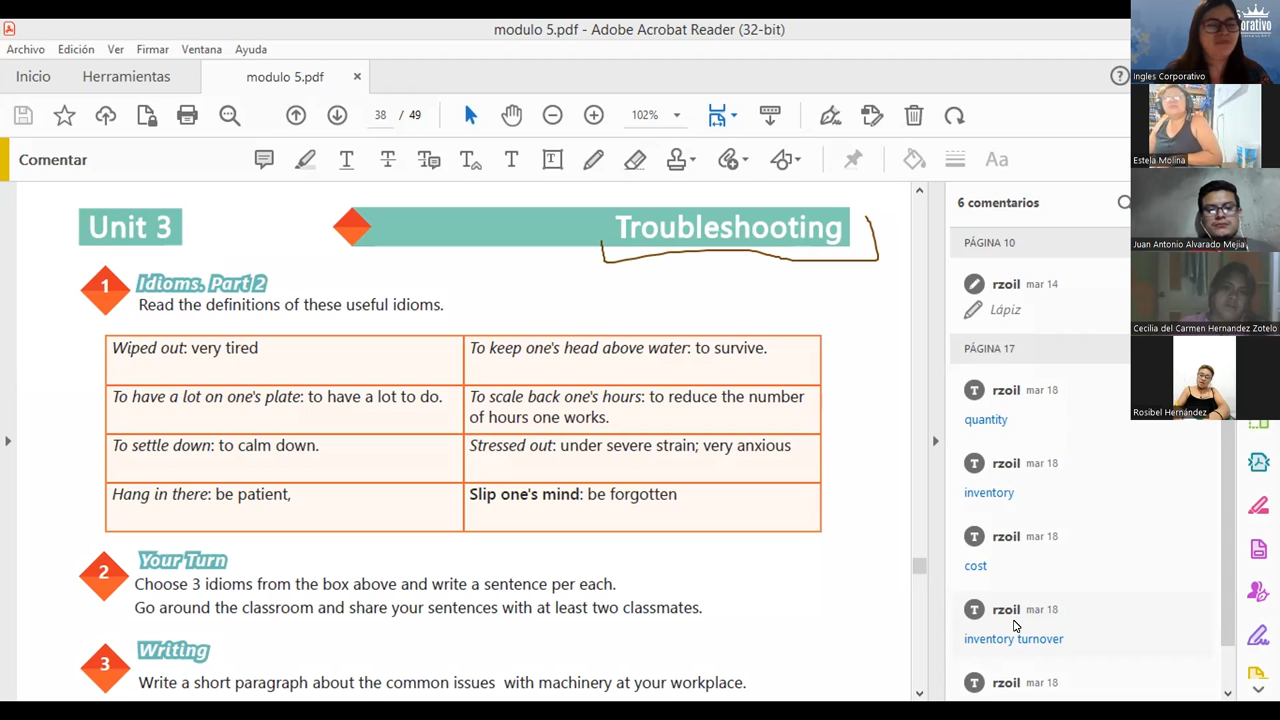 modulo 5.pdf - Adobe Acrobat Reader (32-bit)
Archivo Edición Ver Firmar Ventana Ayuda
Inicio Herramientas modulo 5.pdf ×
38 / 49 102%
Comentar Aa
Unit 3 Troubleshooting
1 Idioms. Part 2
Read the definitions of these useful idioms.
Wiped out: very tired
To keep one's head above water: to survive.
To have a lot on one's plate: to have a lot to do.
To scale back one's hours: to reduce the number
of hours one works.
To settle down: to calm down.
Stressed out: under severe strain; very anxious
Hang in there: be patient,
Slip one's mind: be forgotten
2 Your Turn
Choose 3 idioms from the box above and write a sentence per each.
Go around the classroom and share your sentences with at least two classmates.
3 Writing
Write a short paragraph about the common issues with machinery at your workplace.
6 comentarios
PÁGINA 10
rzoil mar 14
Lápiz
PÁGINA 17
T rzoil mar 18
quantity
T rzoil mar 18
inventory
T rzoil mar 18
cost
T rzoil mar 18
inventory turnover
T rzoil mar 18
Ingles Corporativo
Estela Molina
Juan Antonio Alvarado Mejia
Cecilia del Carmen Hernandez Zotelo
Rosibel Hernández